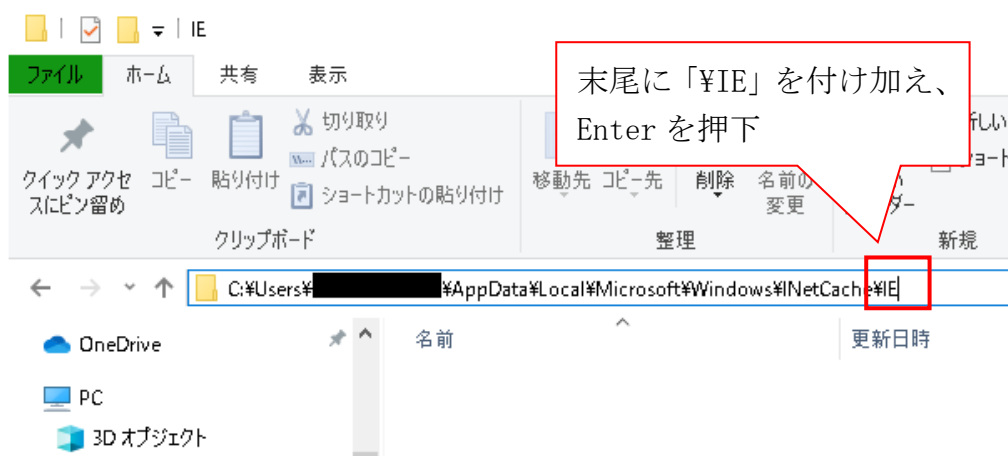 IE
ファイル ホーム 共有 表示
末尾に「¥IE」を付け加え、
Enter を押下
クイック アクセ
スにピン留め
コピー
貼り付け
切り取り
パスのコピー
ショートカットの貼り付け
クリップボード
移動先 コピー先 削除 名前の
変更
整理
新規
C:¥Users¥ ¥AppData¥Local¥Microsoft¥Windows¥INetCache¥IE
名前 更新日時
OneDrive
PC
3D オブジェクト